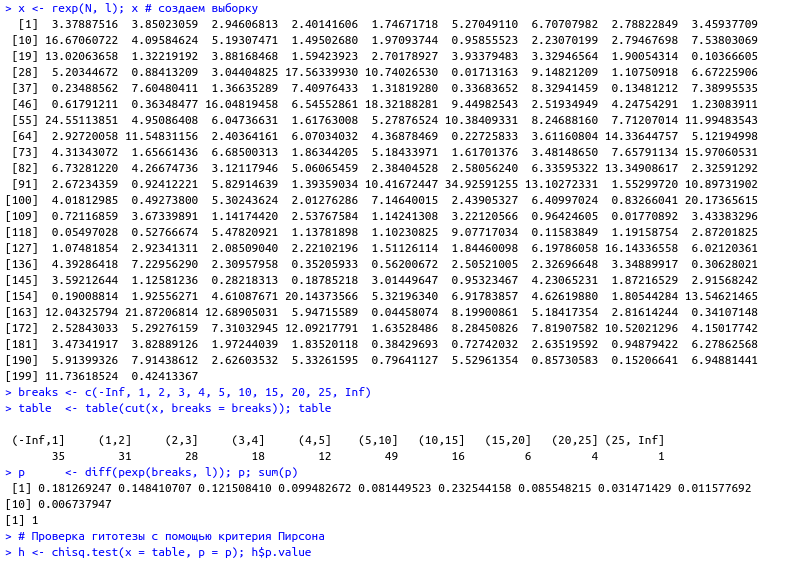 > x <- rexp(N, l); x # создаем выборку
[1] 3.37887516 3.85023059 2.94606813 2.40141606 1.74671718 5.27049110 6.70707982 2.78822849 3.45937709
[10] 16.67060722 4.09584624 5.19307471 1.49502680 1.97093744 0.95855523 2.23070199 2.79467698 7.53803069
[19] 13.02063658 1.32219192 3.88168468 1.59423923 2.70178927 3.93379483 3.32946564 1.90054314 0.10366605
[28] 5.20344672 0.88413209 3.04404825 17.56339930 10.74026530 0.01713163 9.14821209 1.10750918 6.67225906
[37] 0.23488562 7.60480411 1.36635289 7.40976433 1.31819280 0.33683652 8.32941459 0.13481212 7.38995535
[46] 0.61791211 0.36348477 16.04819458 6.54552861 18.32188281 9.44982543 2.51934949 4.24754291 1.23083911
[55] 24.55113851 4.95086408 6.04736631 1.61763008 5.27876524 10.38409331 8.24688160 7.71207014 11.99483543
[64] 2.92720058 11.54831156 2.40364161 6.07034032 4.36878469 0.22725833 3.61160804 14.33644757 5.12194998
[73] 4.31343072 1.65661436 6.68500313 1.86344205 5.18433971 1.61701376 3.48148650 7.65791134 15.97060531
[82] 6.73281220 4.26674736 3.12117946 5.06065459 2.38404528 2.58056240 6.33595322 13.34908617 2.32591292
[91] 2.67234359 0.92412221 5.82914639 1.39359034 10.41672447 34.92591255 13.10272331 1.55299720 10.89731902
[100] 4.01812985 0.49273800 5.30243624 2.01276286 7.14640015 2.43905327 6.40997024 0.83266041 20.17365615
[109] 0.72116859 3.67339891 1.14174420 2.53767584 1.14241308 3.22120566 0.96424605 0.01770892 3.43383296
[118] 0.05497028 0.52766674 5.47820921 1.13781898 1.10230825 9.07717034 0.11583849 1.19158754 2.87201825
[127] 1.07481854 2.92341311 2.08509040 2.22102196 1.51126114 1.84460098 6.19786058 16.14336558 6.02120361
[136] 4.39286418 7.22956290 2.30957958 0.35205933 0.56200672 2.50521005 2.32696648 3.34889917 0.30628021
[145] 3.59212644 1.12581236 0.28218313 0.18785218 3.01449647 0.95323467 4.23065231 1.87216529 2.91568242
[154] 0.19008814 1.92556271 4.61087671 20.14373566 5.32196340 6.91783857 4.62619880 1.80544284 13.54621465
[163] 12.04325794 21.87206814 12.68905031 5.94715589 0.04458074 8.19900861 5.18417354 2.81614244 0.34107148
[172] 2.52843033 5.29276159 7.31032945 12.09217791 1.63528486 8.28450826 7.81907582 10.52021296 4.15017742
[181] 3.47341917 3.82889126 1.97244039 1.83520118 0.38429693 0.72742032 2.63519592 0.94879422 6.27862568
[190] 5.91399326 7.91438612 2.62603532 5.33261595 0.79641127 5.52961354 0.85730583 0.15206641 6.94881441
[199] 11.73618524 0.42413367
> breaks <- c(-Inf, 1, 2, 3, 4, 5, 10, 15, 20, 25, Inf)
> table <- table(cut(x, breaks = breaks)); table
(-Inf,1] (1,2] (2,3] (3,4] (4,5] (5,10] (10,15] (15,20] (20,25] (25, Inf]
35 31 28 18 12 49 16 6 4 1
> p <- diff(pexp(breaks, l)); p; sum(p)
[1] 0.181269247 0.148410707 0.121508410 0.099482672 0.081449523 0.232544158 0.085548215 0.031471429 0.011577692
[10] 0.006737947
[1] 1
> # Проверка гитотезы с помощью критерия Пирсона
> h <- chisq.test(x = table, p = p); h$p.value